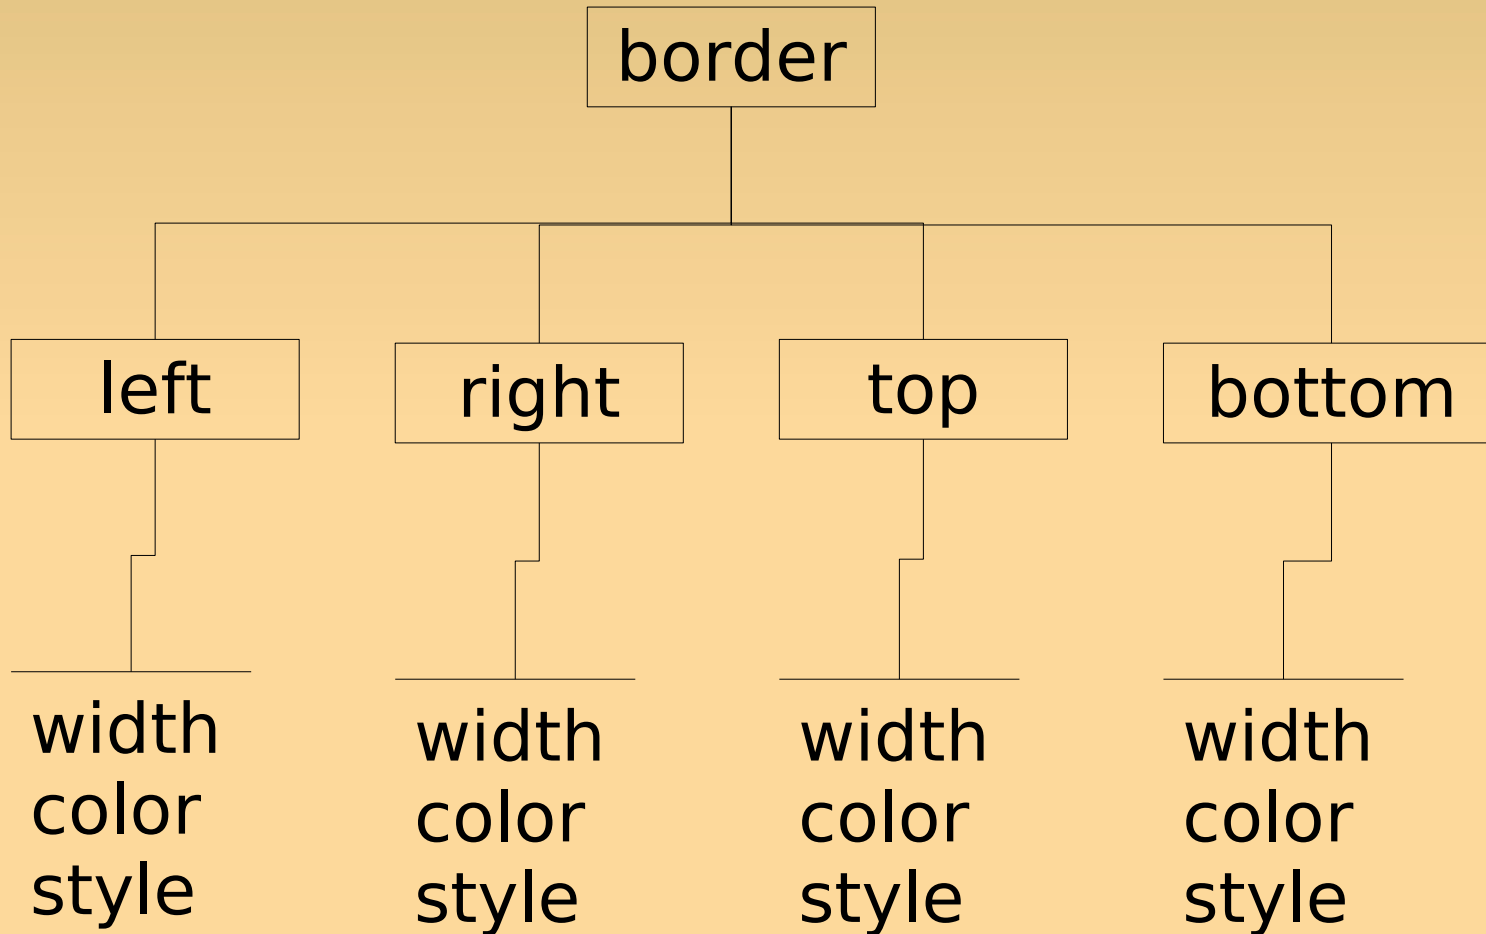 border
left
right
top
bottom
width
color
style
width
color
style
width
color
style
width
color
style